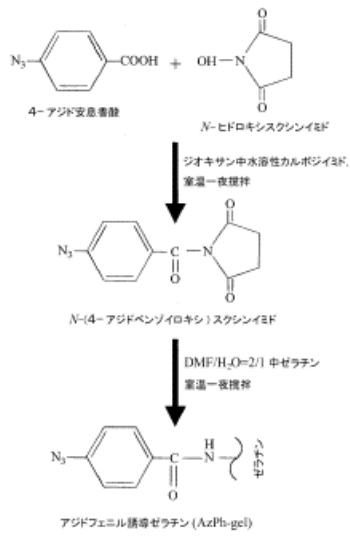 N₃ COOH + OH N O O
4－アジド安息香酸
N－ヒドロキシスクシンイミド
ジオキサン中水溶性カルボジイミド,
室温一夜撹拌
N₃ C O N O O
N－(4－アジドベンゾイロキシ)スクシンイミド
DMF/H₂O=2/1 中ゼラチン
室温一夜撹拌
N₃ C O H N ゼラチン
アジドフェニル誘導ゼラチン(AzPh-gel)